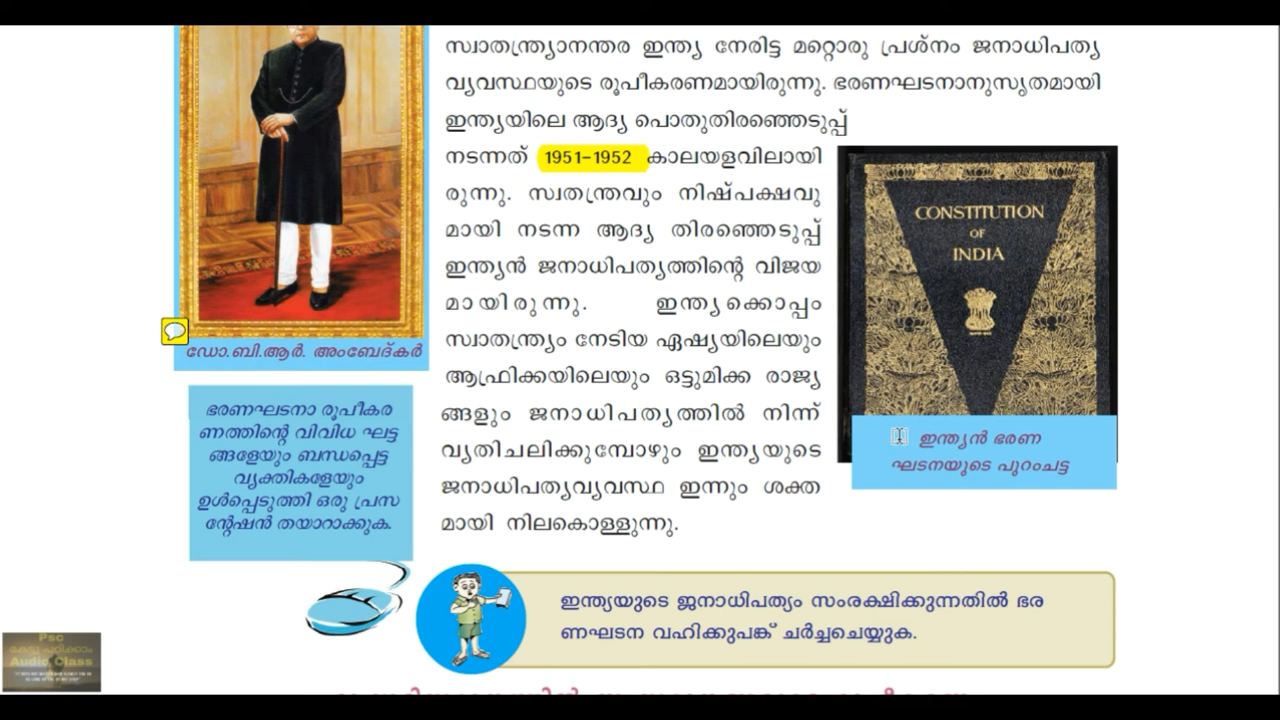 സ്വാതന്ത്ര്യാനന്തര ഇന്ത്യ നേരിട്ട മറ്റൊരു പ്രശ്നം ജനാധിപത്യ
വ്യവസ്ഥയുടെ രൂപീകരണമായിരുന്നു. ഭരണഘടനാനുസൃതമായി
ഇന്ത്യയിലെ ആദ്യ പൊതുതിരഞ്ഞെടുപ്പ്
നടന്നത് 1951-1952 കാലയളവിലായി
രുന്നു. സ്വതന്ത്രവും നിഷ്പക്ഷവു
മായി നടന്ന ആദ്യ തിരഞ്ഞെടുപ്പ്
ഇന്ത്യൻ ജനാധിപത്യത്തിന്റെ വിജയ
മായിരുന്നു. ഇന്ത്യക്കൊപ്പം
സ്വാതന്ത്ര്യം നേടിയ ഏഷ്യയിലെയും
ആഫ്രിക്കയിലെയും ഒട്ടുമിക്ക രാജ്യ
ങ്ങളും ജനാധിപത്യത്തിൽ നിന്ന്
വ്യതിചലിക്കുമ്പോഴും ഇന്ത്യയുടെ
ജനാധിപത്യവ്യവസ്ഥ ഇന്നും ശക്ത
മായി നിലകൊള്ളുന്നു.
CONSTITUTION
OF
INDIA
ഇന്ത്യൻ ഭരണ
ഘടനയുടെ പുറംചട്ട
ഡോ.ബി.ആർ. അംബേദ്കർ
ഭരണഘടനാ രൂപീകര
ണത്തിന്റെ വിവിധ ഘട്ട
ങ്ങളേയും ബന്ധപ്പെട്ട
വ്യക്തികളേയും
ഉൾപ്പെടുത്തി ഒരു പ്രസ
ന്റേഷൻ തയാറാക്കുക.
ഇന്ത്യയുടെ ജനാധിപത്യം സംരക്ഷിക്കുന്നതിൽ ഭര
ണഘടന വഹിക്കുപങ്ക് ചർച്ചചെയ്യുക.
Psc
കേട്ടു പഠിക്കാം
Audio Class